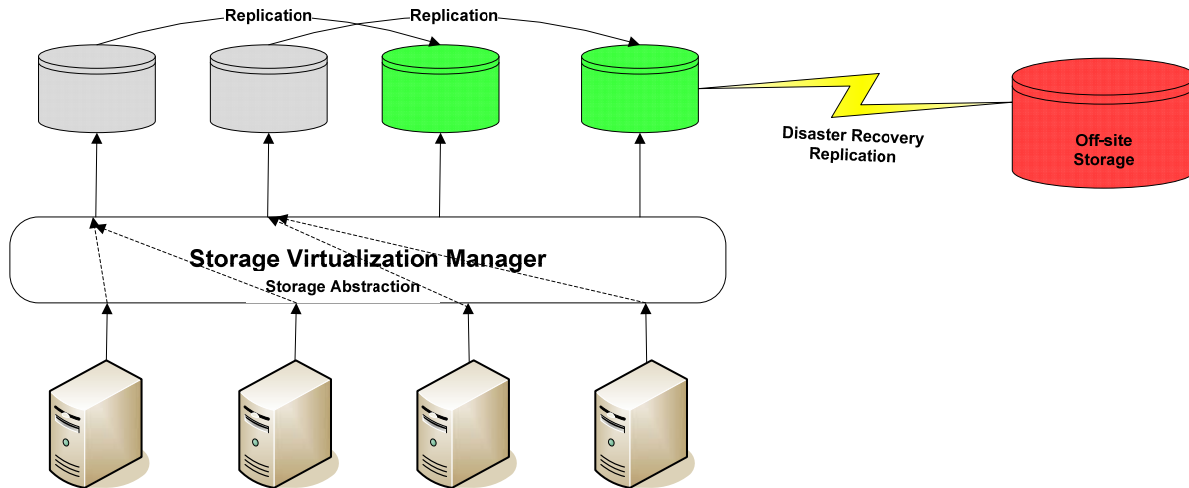 Replication
Replication
Disaster Recovery
Replication
Off-site
Storage
Storage Virtualization Manager
Storage Abstraction